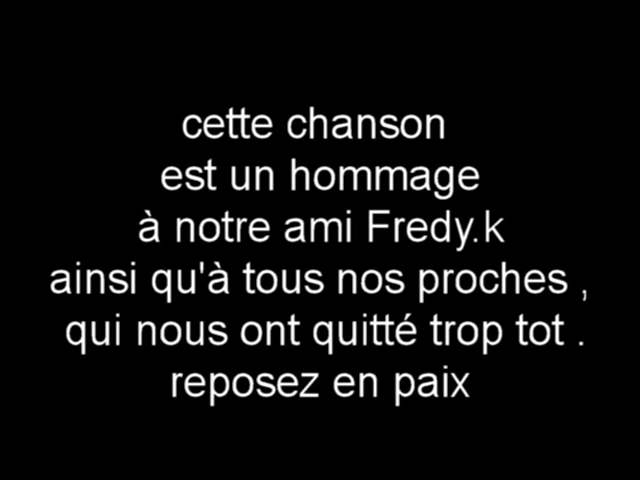 cette chanson
est un hommage
à notre ami Fredy.k
ainsi qu'à tous nos proches ,
qui nous ont quitté trop tot .
reposez en paix